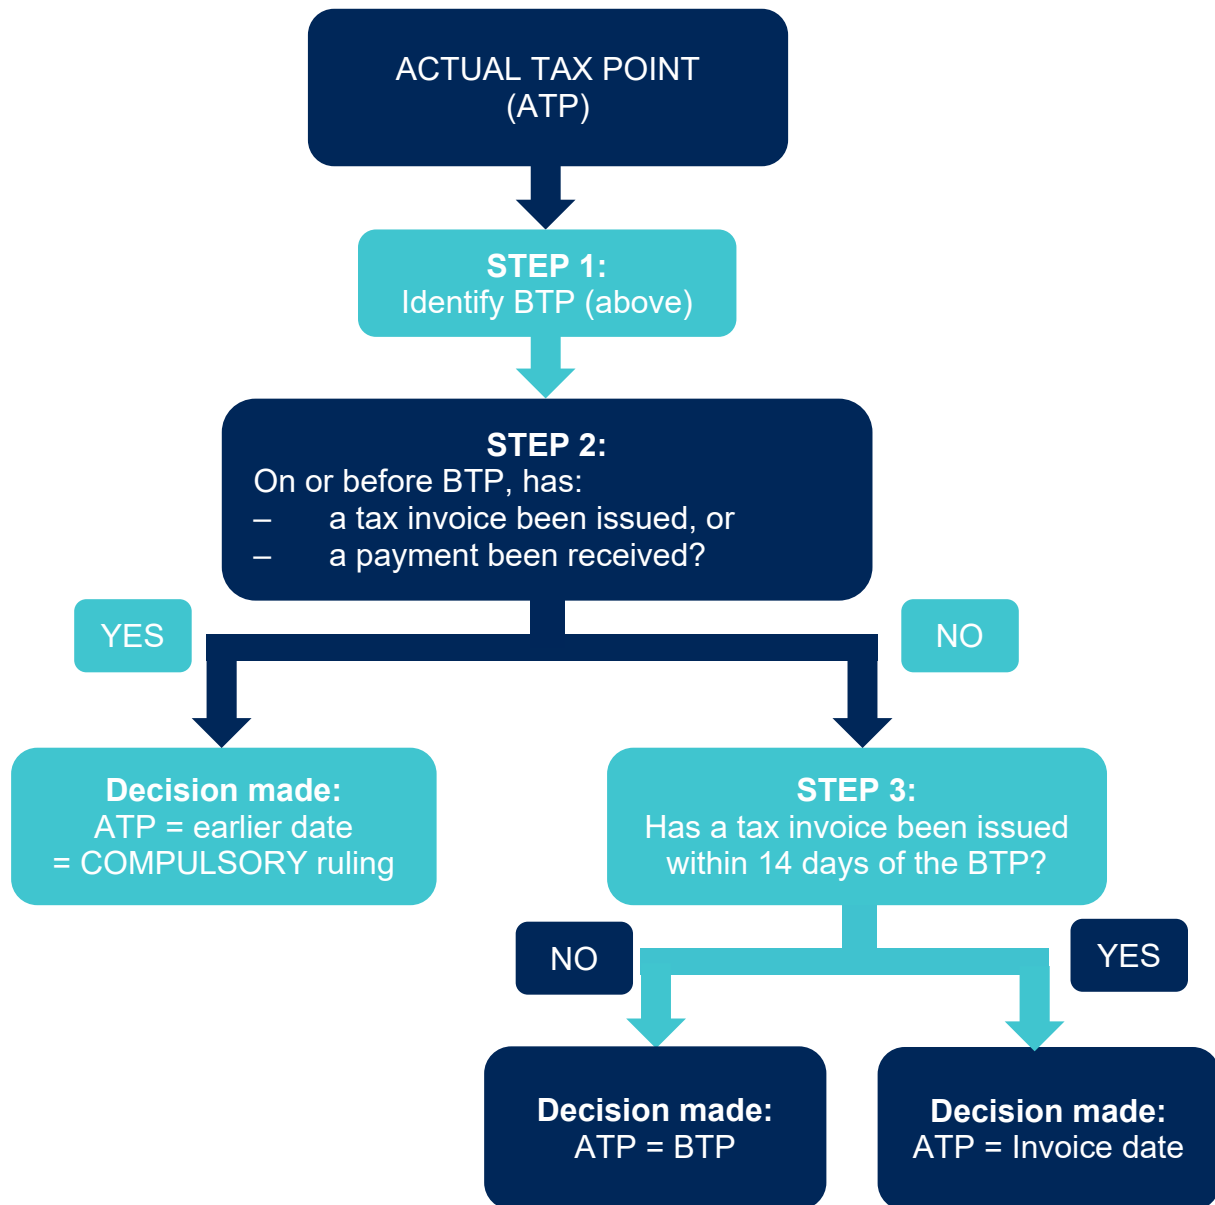 ACTUAL TAX POINT
(ATP)
STEP 1:
Identify BTP (above)
STEP 2:
On or before BTP, has:
– a tax invoice been issued, or
– a payment been received?
YES
NO
Decision made:
ATP = earlier date
= COMPULSORY ruling
STEP 3:
Has a tax invoice been issued
within 14 days of the BTP?
NO
YES
Decision made:
ATP = BTP
Decision made:
ATP = Invoice date